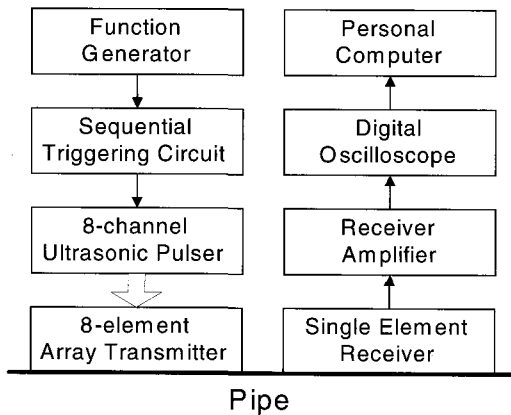 Function
Generator
Sequential
Triggering Circuit
8-channel
Ultrasonic Pulser
8-element
Array Transmitter
Personal
Computer
Digital
Oscilloscope
Receiver
Amplifier
Single Element
Receiver
Pipe